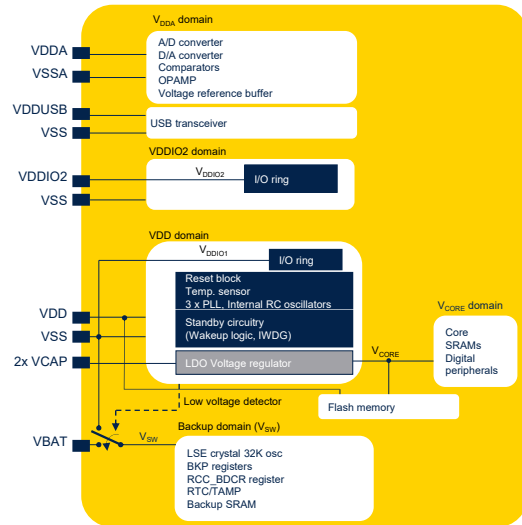 VDDA domain
VDDA
VSSA
A/D converter
D/A converter
Comparators
OPAMP
Voltage reference buffer
VDDUSB
VSS
USB transceiver
VDDIO2 domain
VDDIO2
VSS
VDDIO2
I/O ring
VDD domain
VDDIO1
I/O ring
Reset block
Temp. sensor
3 x PLL, Internal RC oscillators
Standby circuitry
(Wakeup logic, IWDG)
VDD
VSS
2x VCAP
LDO Voltage regulator
VCORE
VCORE domain
Core
SRAMs
Digital
peripherals
Flash memory
Low voltage detector
Backup domain (VSW)
VBAT
VSW
LSE crystal 32K osc
BKP registers
RCC_BDCR register
RTC/TAMP
Backup SRAM